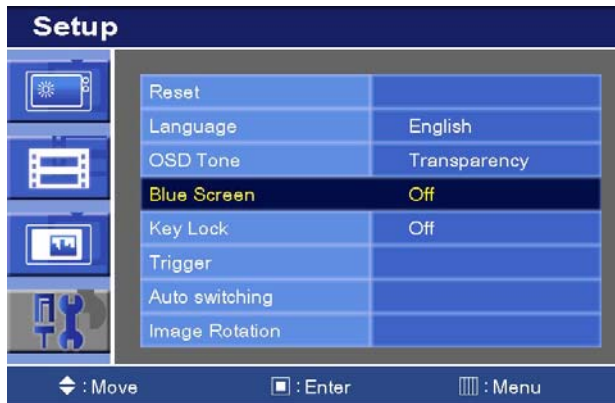 Setup
Reset
Language English
OSD Tone Transparency
Blue Screen Off
Key Lock Off
Trigger
Auto switching
Image Rotation
: Move : Enter : Menu